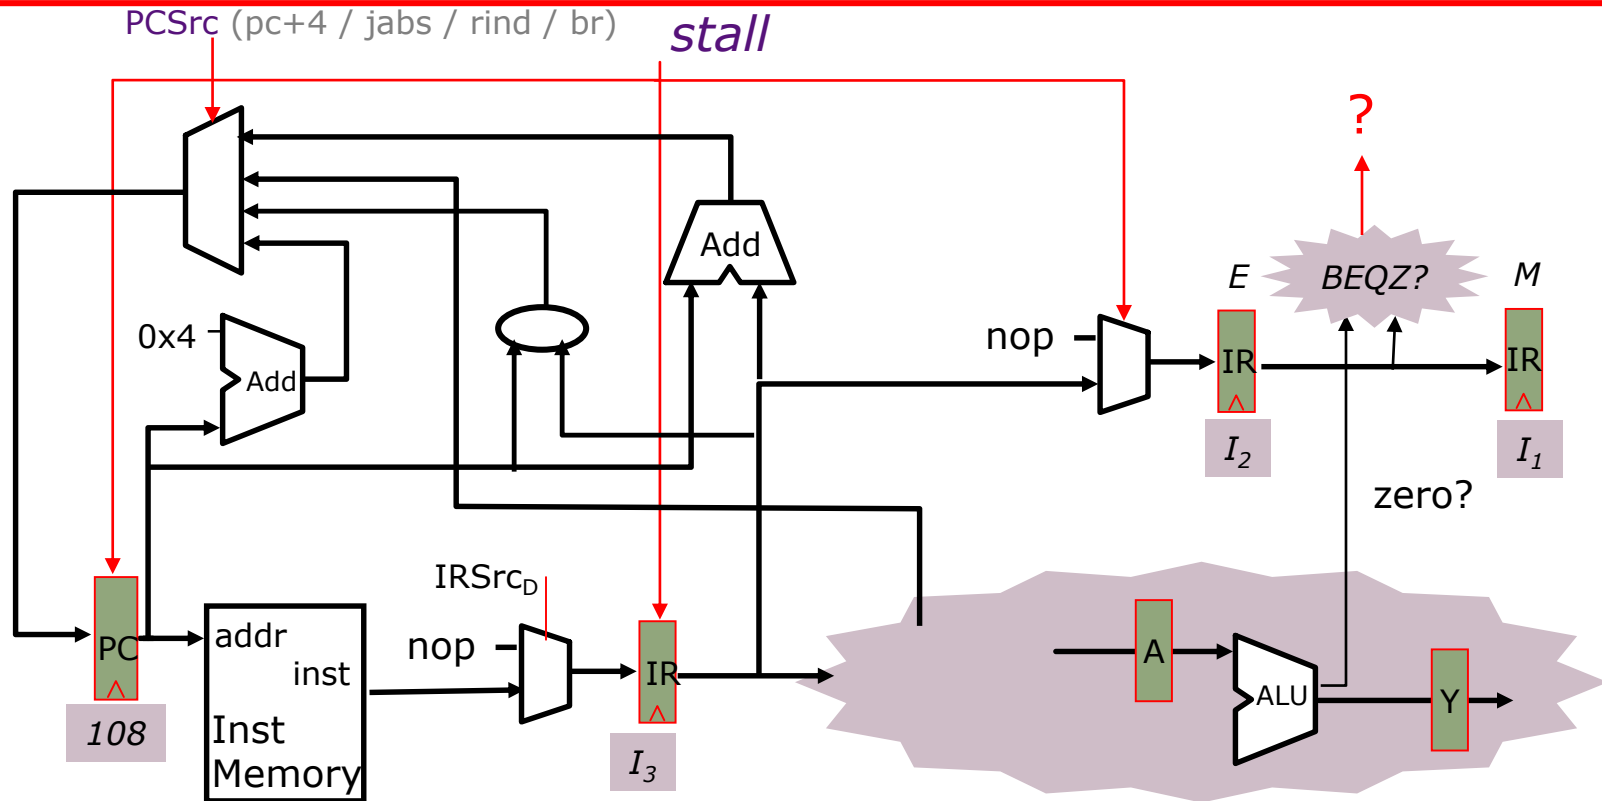 PCSrc (pc+4 / jabs / rind / br)
stall
?
Add
E
BEQZ?
M
0x4
Add
nop
IR
IR
I2
I1
zero?
IRSrcD
PC
addr
inst
nop
IR
A
ALU
Y
108
Inst
Memory
I3